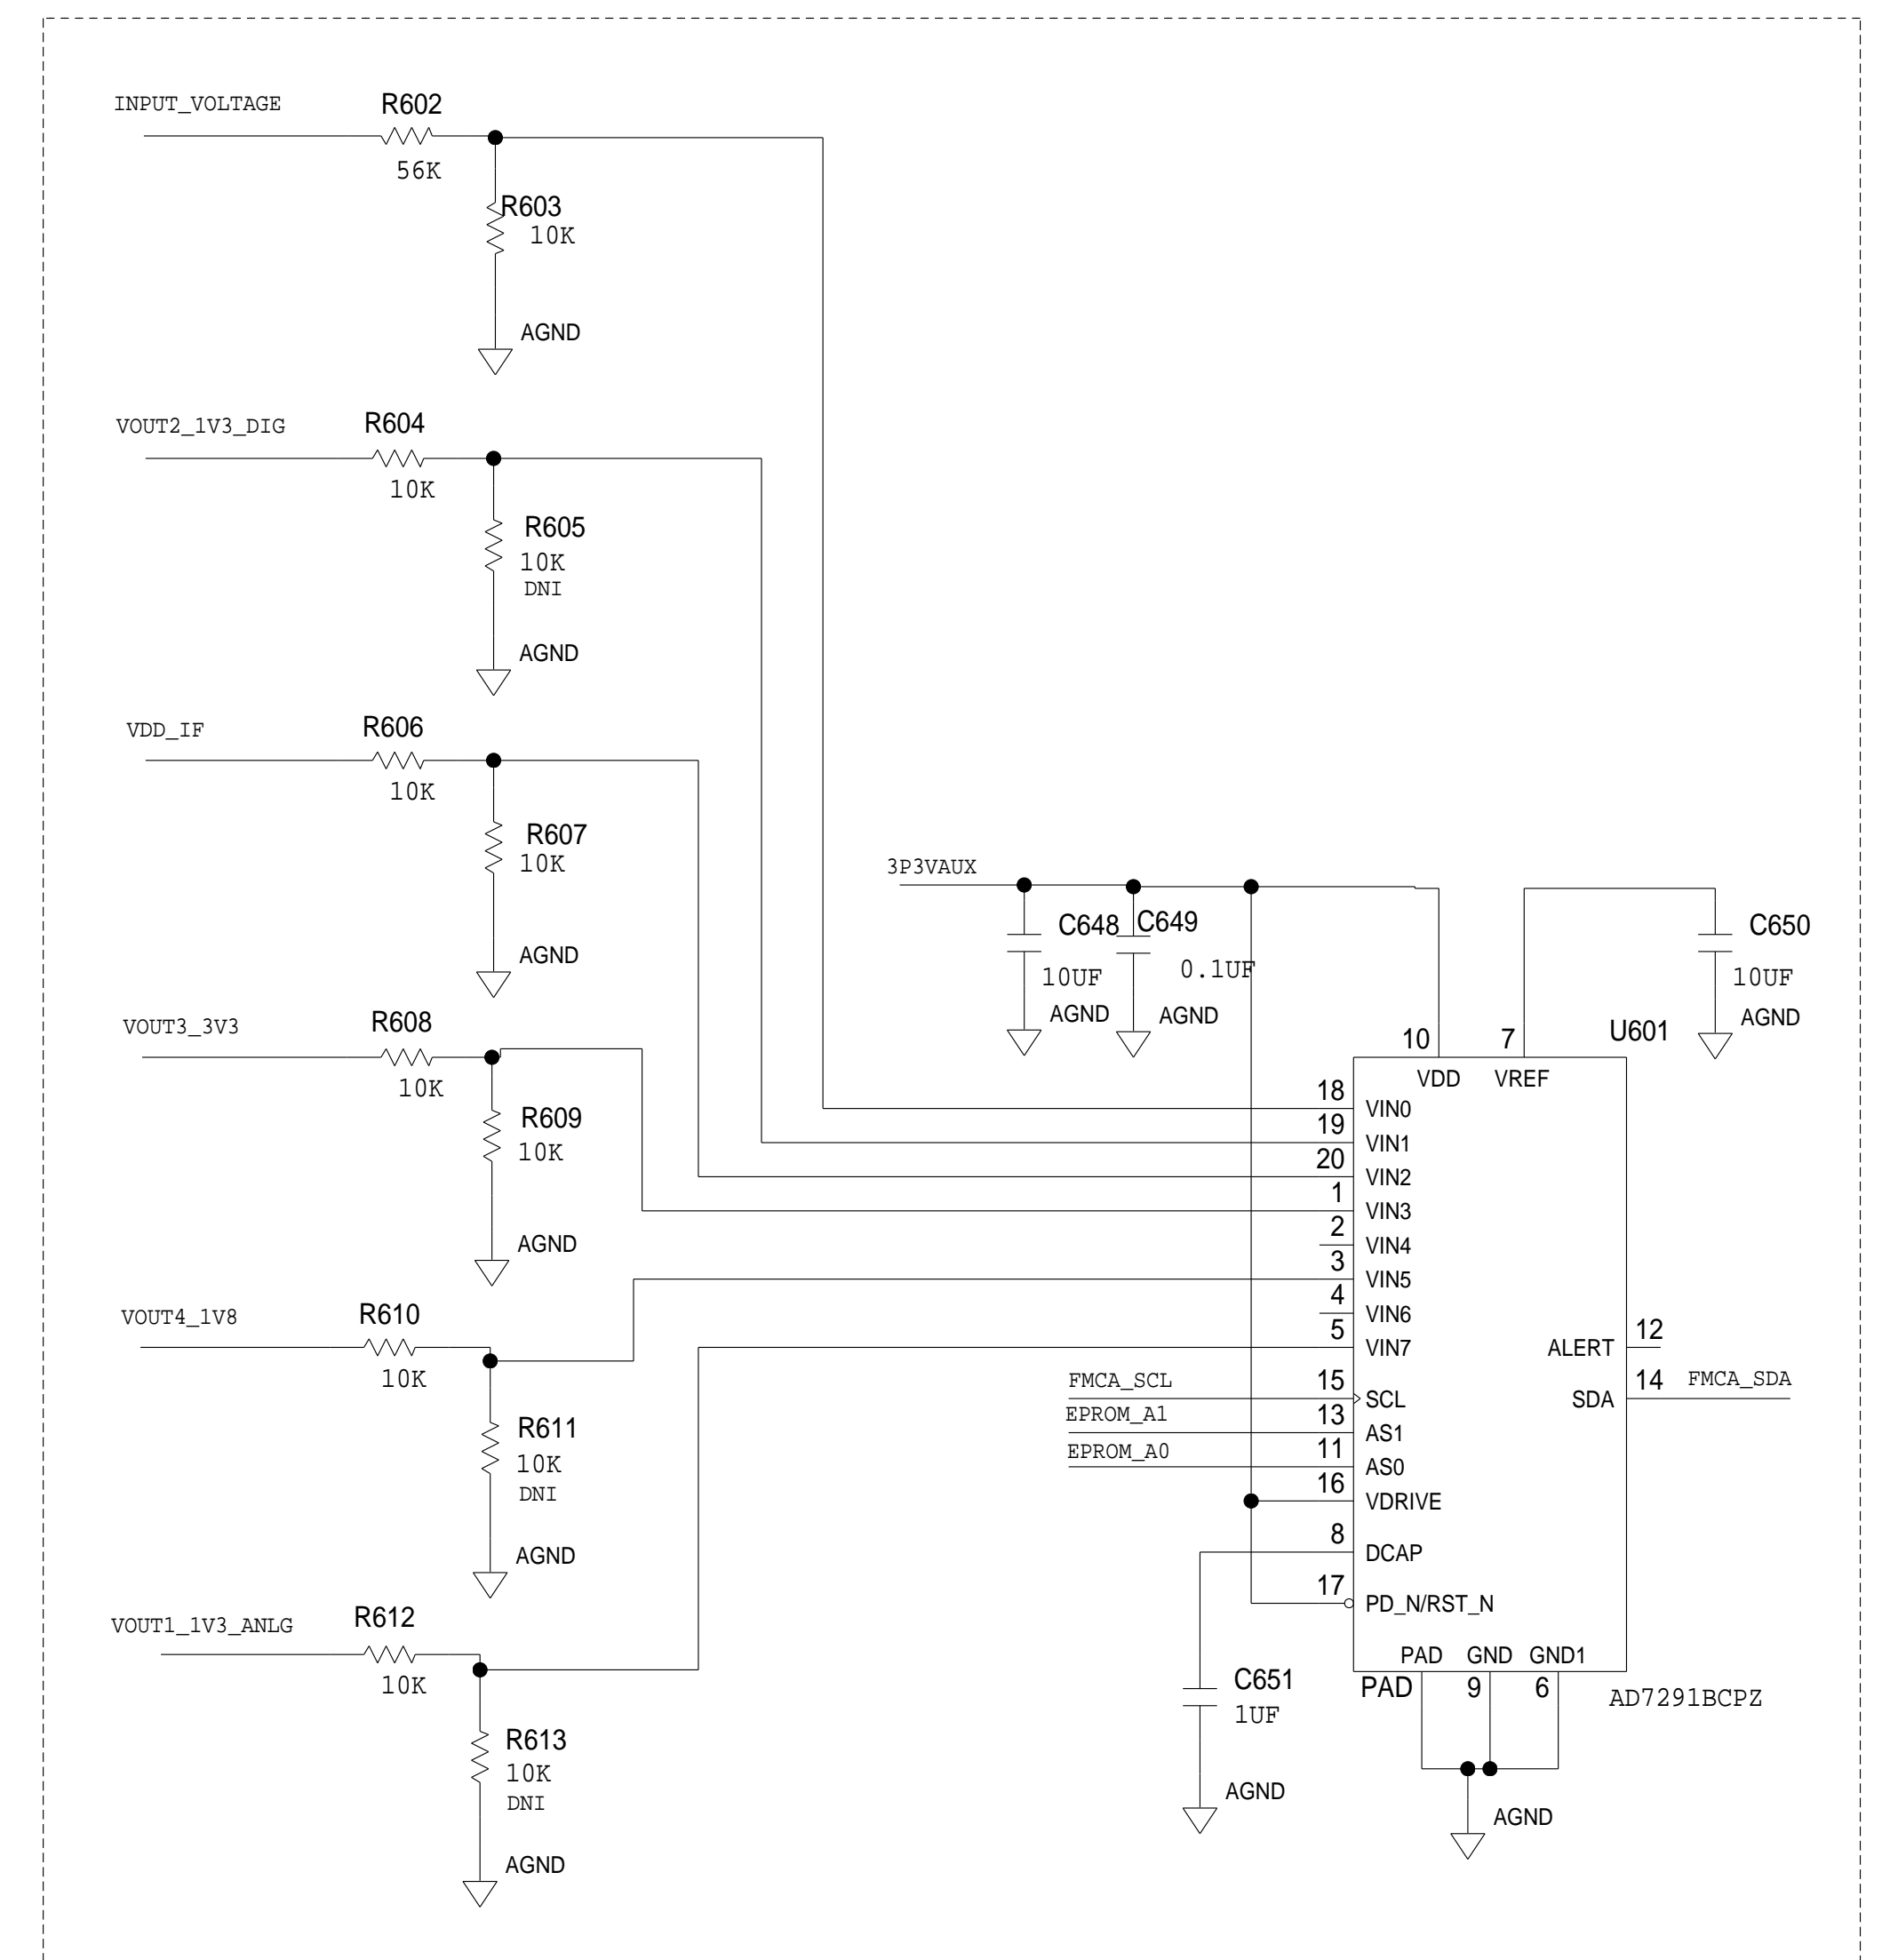 INPUT_VOLTAGE
R602
56K
R603
10K
AGND
VOUT2_1V3_DIG
R604
10K
R605
10K
DNI
AGND
VDD_IF
R606
10K
R607
10K
AGND
VOUT3_3V3
R608
10K
R609
10K
AGND
VOUT4_1V8
R610
10K
R611
10K
DNI
AGND
VOUT1_1V3_ANLG
R612
10K
R613
10K
DNI
AGND
3P3VAUX
C648
10UF
AGND
C649
0.1UF
AGND
C650
10UF
AGND
U601
10
7
VDD
VREF
18
VIN0
19
VIN1
20
VIN2
1
VIN3
2
VIN4
3
VIN5
4
VIN6
5
VIN7
12
ALERT
FMCA_SCL
15
SCL
SDA
14
FMCA_SDA
EPROM_A1
13
AS1
EPROM_A0
11
AS0
16
VDRIVE
8
DCAP
17
PD_N/RST_N
PAD
GND
GND1
PAD
9
6
AD7291BCPZ
C651
1UF
AGND
AGND